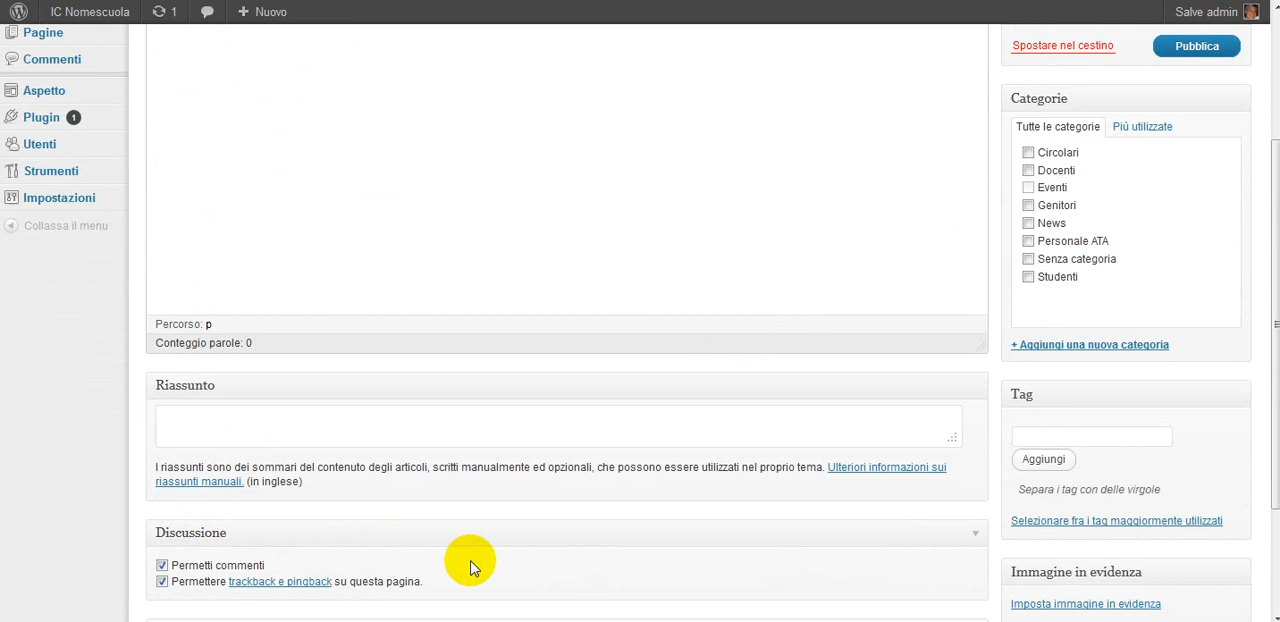 IC Nomescuola 1 Nuovo Salve admin
Pagine
Commenti
Aspetto
Plugin 1
Utenti
Strumenti
Impostazioni
Collassa il menu
Percorso: p
Conteggio parole: 0
Riassunto
I riassunti sono dei sommari del contenuto degli articoli, scritti manualmente ed opzionali, che possono essere utilizzati nel proprio tema. Ulteriori informazioni sui
riassunti manuali. (in inglese)
Discussione
Permetti commenti
Permettere trackback e pingback su questa pagina.
Spostare nel cestino Pubblica
Categorie
Tutte le categorie Più utilizzate
Circolari
Docenti
Eventi
Genitori
News
Personale ATA
Senza categoria
Studenti
+ Aggiungi una nuova categoria
Tag
Aggiungi
Separa i tag con delle virgole
Selezionare fra i tag maggiormente utilizzati
Immagine in evidenza
Imposta immagine in evidenza